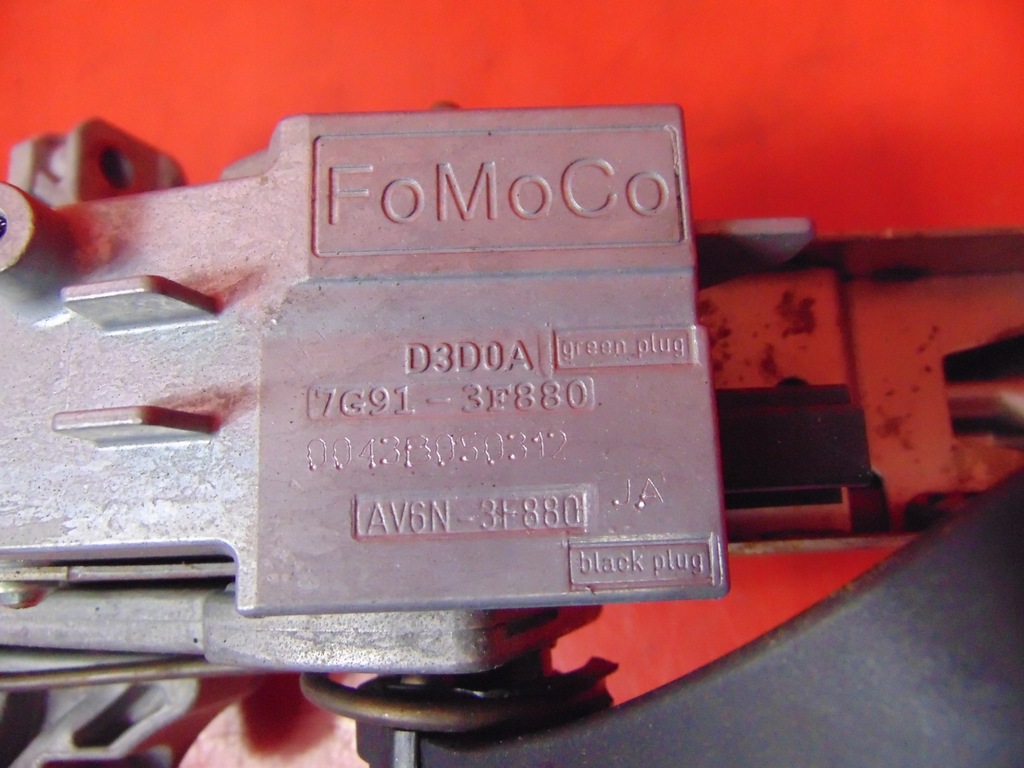 FoMoCo
D3D0A green plug
7G91-3F880
0043B050312
AV6N-3F880 JA
black plug